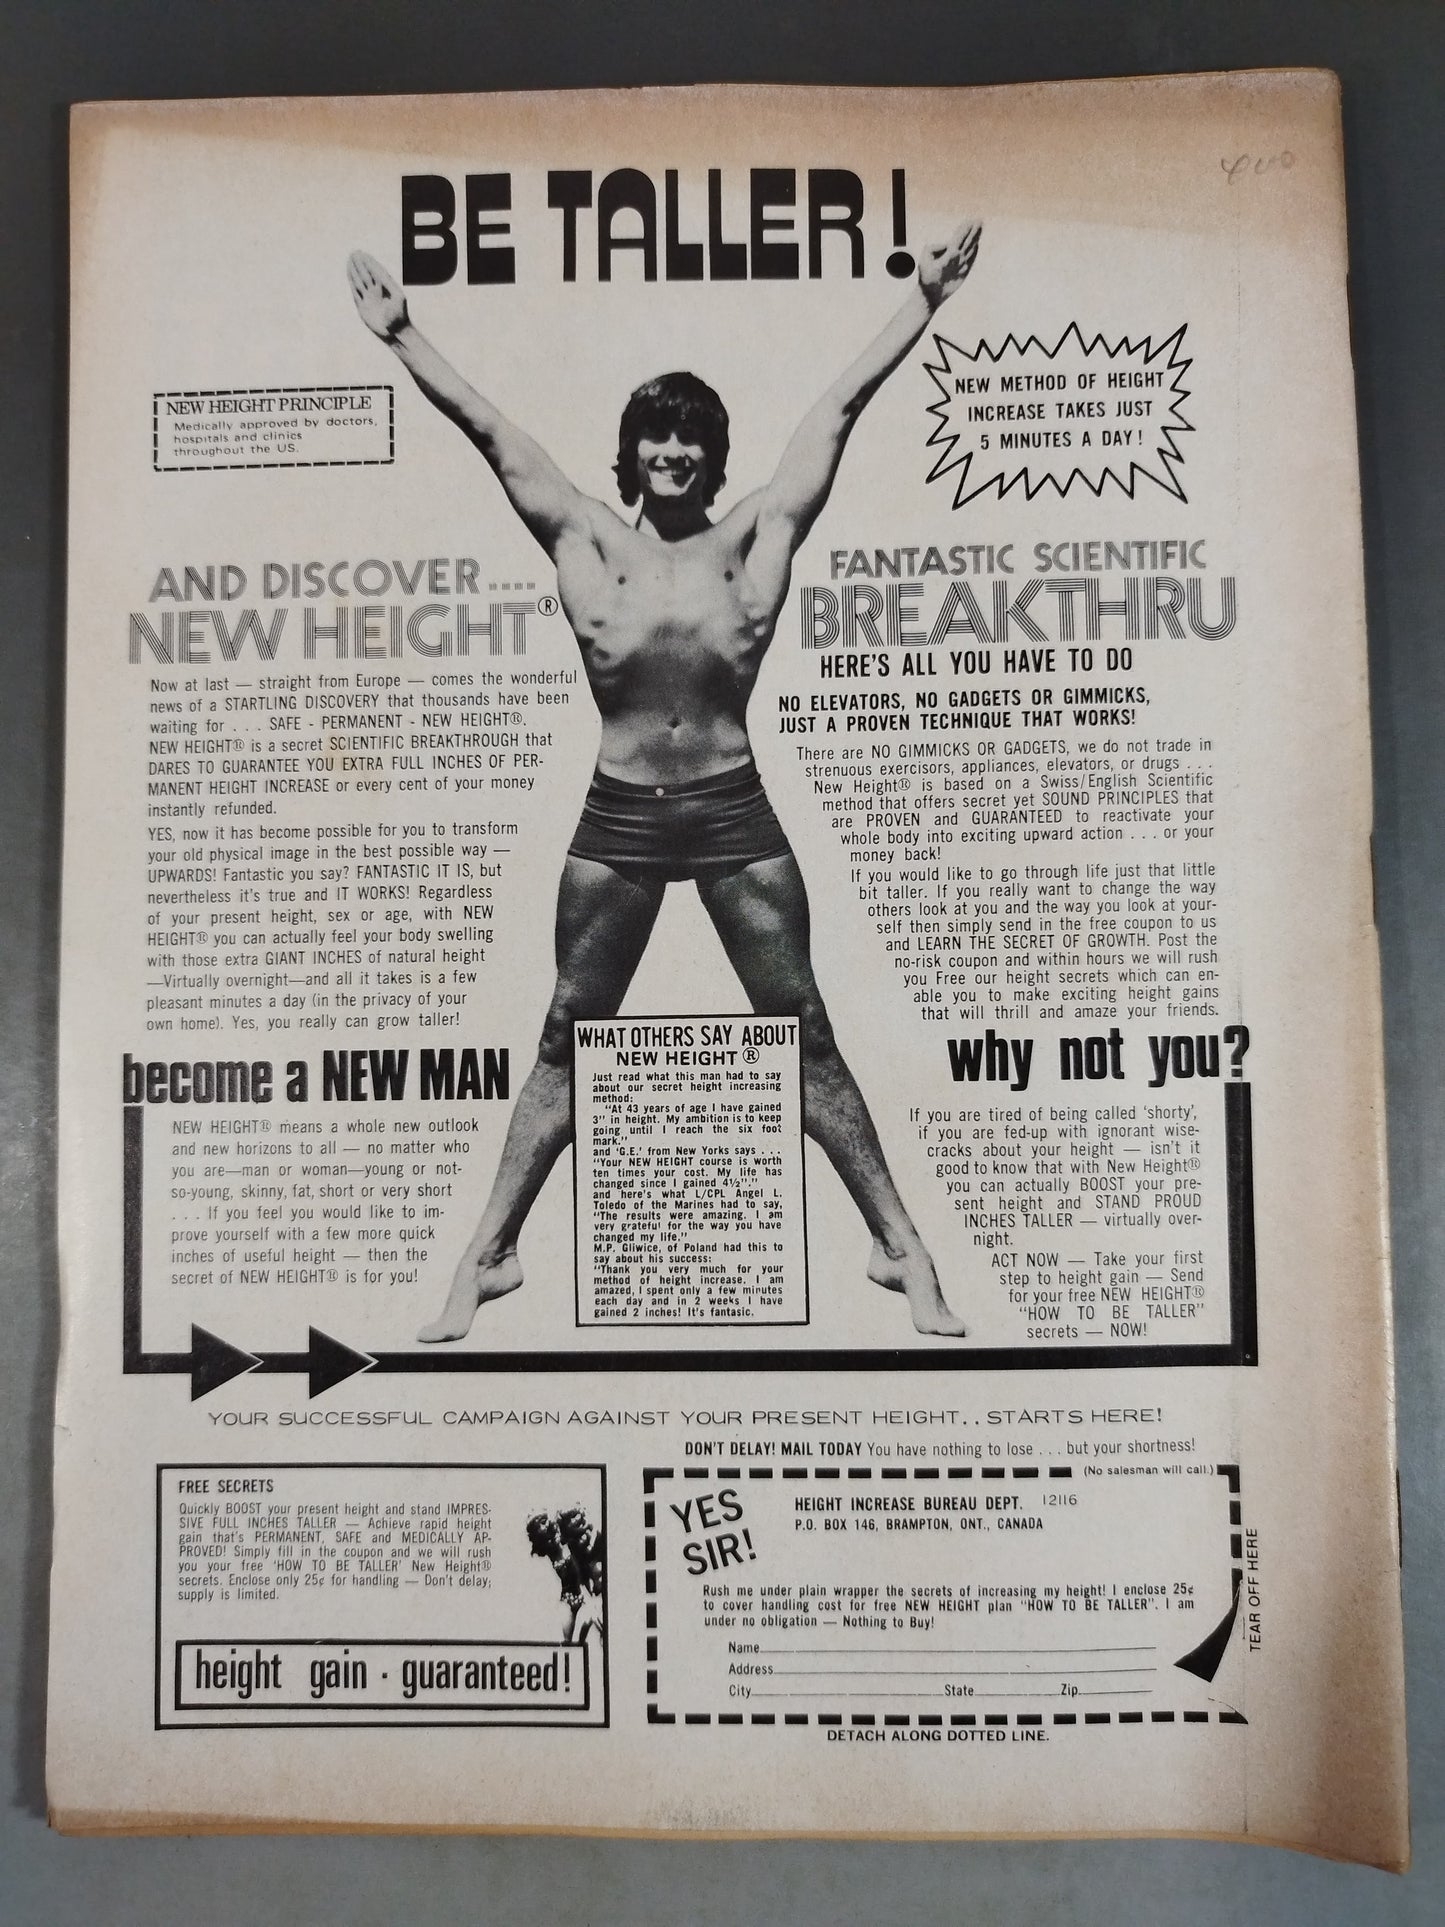 BE TALLER!
NEW HEIGHT PRINCIPLE
Medically approved by doctors,
hospitals and clinics
throughout the US.
NEW METHOD OF HEIGHT
INCREASE TAKES JUST
5 MINUTES A DAY!
AND DISCOVER....
NEW HEIGHT®
Now at last — straight from Europe — comes the wonderful
news of a STARTLING DISCOVERY that thousands have been
waiting for . . . SAFE - PERMANENT - NEW HEIGHT®.
NEW HEIGHT® is a secret SCIENTIFIC BREAKTHROUGH that
DARES TO GUARANTEE YOU EXTRA FULL INCHES OF PER-
MANENT HEIGHT INCREASE or every cent of your money
instantly refunded.
YES, now it has become possible for you to transform
your old physical image in the best possible way —
UPWARDS! Fantastic you say? FANTASTIC IT IS, but
nevertheless it's true and IT WORKS! Regardless
of your present height, sex or age, with NEW
HEIGHT® you can actually feel your body swelling
with those extra GIANT INCHES of natural height
—Virtually overnight—and all it takes is a few
pleasant minutes a day (in the privacy of your
own home). Yes, you really can grow taller!
become a NEW MAN
NEW HEIGHT® means a whole new outlook
and new horizons to all — no matter who
you are—man or woman—young or not-
so-young, skinny, fat, short or very short
. . . If you feel you would like to im-
prove yourself with a few more quick
inches of useful height — then the
secret of NEW HEIGHT® is for you!
WHAT OTHERS SAY ABOUT
NEW HEIGHT ®
Just read what this man had to say
about our secret height increasing
method:
"At 43 years of age I have gained
3" in height. My ambition is to keep
going until I reach the six foot
mark."
and 'G.E.' from New Yorks says . . .
"Your NEW HEIGHT course is worth
ten times your cost. My life has
changed since I gained 4½"."
and here's what L/CPL Angel L.
Toledo of the Marines had to say,
"The results were amazing. I am
very grateful for the way you have
changed my life."
M.P. Gliwice, of Poland had this to
say about his success:
"Thank you very much for your
method of height increase. I am
amazed, I spent only a few minutes
each day and in 2 weeks I have
gained 2 inches! It's fantasic.
FANTASTIC SCIENTIFIC
BREAKTHRU
HERE'S ALL YOU HAVE TO DO
NO ELEVATORS, NO GADGETS OR GIMMICKS,
JUST A PROVEN TECHNIQUE THAT WORKS!
There are NO GIMMICKS OR GADGETS, we do not trade in
strenuous exercisors, appliances, elevators, or drugs . . .
New Height® is based on a Swiss/English Scientific
method that offers secret yet SOUND PRINCIPLES that
are PROVEN and GUARANTEED to reactivate your
whole body into exciting upward action . . . or your
money back!
If you would like to go through life just that little
bit taller. If you really want to change the way
others look at you and the way you look at your-
self then simply send in the free coupon to us
and LEARN THE SECRET OF GROWTH. Post the
no-risk coupon and within hours we will rush
you Free our height secrets which can en-
able you to make exciting height gains
that will thrill and amaze your friends.
why not you?
If you are tired of being called 'shorty',
if you are fed-up with ignorant wise-
cracks about your height — isn't it
good to know that with New Height®
you can actually BOOST your pre-
sent height and STAND PROUD
INCHES TALLER — virtually over-
night.
ACT NOW — Take your first
step to height gain — Send
for your free NEW HEIGHT®
"HOW TO BE TALLER"
secrets — NOW!
YOUR SUCCESSFUL CAMPAIGN AGAINST YOUR PRESENT HEIGHT.. STARTS HERE!
FREE SECRETS
Quickly BOOST your present height and stand IMPRES-
SIVE FULL INCHES TALLER — Achieve rapid height
gain that's PERMANENT, SAFE and MEDICALLY AP-
PROVED! Simply fill in the coupon and we will rush
you your free 'HOW TO BE TALLER' New Height®
secrets. Enclose only 25¢ for handling — Don't delay;
supply is limited.
height gain · guaranteed!
DON'T DELAY! MAIL TODAY You have nothing to lose . . . but your shortness!
(No salesman will call.)
YES
SIR!
HEIGHT INCREASE BUREAU DEPT. 12116
P.O. BOX 146, BRAMPTON, ONT., CANADA
Rush me under plain wrapper the secrets of increasing my height! I enclose 25¢
to cover handling cost for free NEW HEIGHT plan "HOW TO BE TALLER". I am
under no obligation — Nothing to Buy!
Name
Address
City State Zip
TEAR OFF HERE
DETACH ALONG DOTTED LINE.